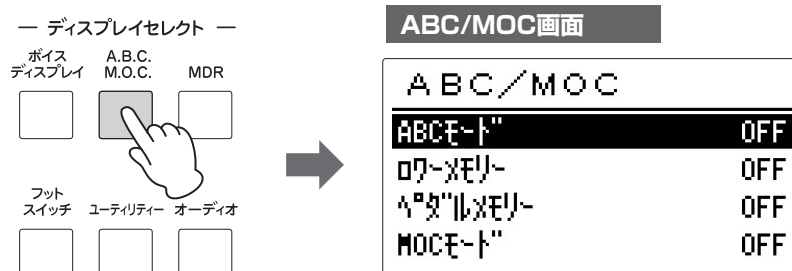 — ディスプレイセレクト —
ボイス
ディスプレイ
A.B.C.
M.O.C.
MDR
フット
スイッチ
ユーティリティー
オーディオ
ABC/MOC画面
ABC/MOC
ABCモード OFF
ロワーメモリー OFF
ペダルメモリー OFF
MOCモード OFF